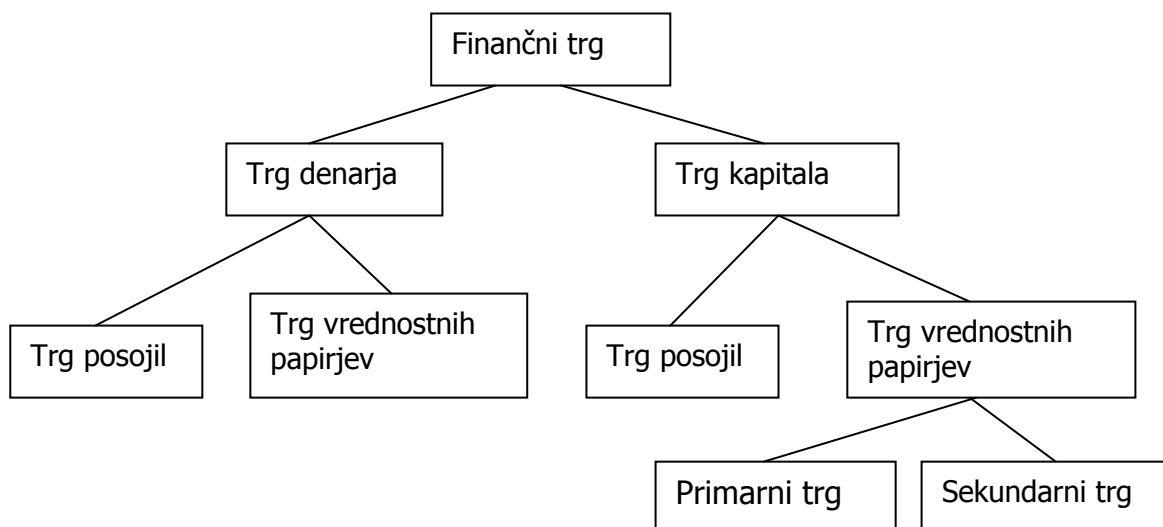 Finančni trg
Trg denarja
Trg kapitala
Trg posojil
Trg vrednostnih
papirjev
Trg posojil
Trg vrednostnih
papirjev
Primarni trg
Sekundarni trg